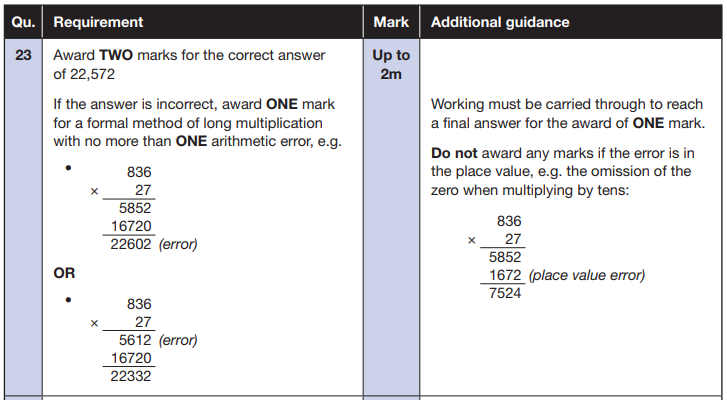 Qu. Requirement Mark Additional guidance
23 Award TWO marks for the correct answer
of 22,572
Up to
2m
If the answer is incorrect, award ONE mark
for a formal method of long multiplication
with no more than ONE arithmetic error, e.g.
• 836
× 27
5852
16720
22602 (error)
OR
• 836
× 27
5612 (error)
16720
22332
Working must be carried through to reach
a final answer for the award of ONE mark.
Do not award any marks if the error is in
the place value, e.g. the omission of the
zero when multiplying by tens:
836
× 27
5852
1672 (place value error)
7524